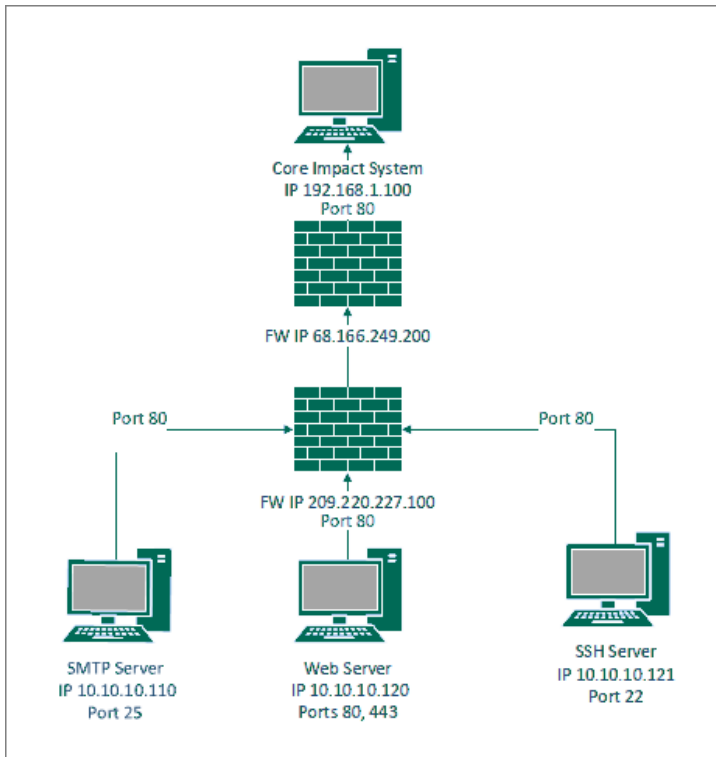 Core Impact System
IP 192.168.1.100
Port 80
FW IP 68.166.249.200
Port 80
Port 80
FW IP 209.220.227.100
Port 80
SMTP Server
IP 10.10.10.110
Port 25
Web Server
IP 10.10.10.120
Ports 80, 443
SSH Server
IP 10.10.10.121
Port 22